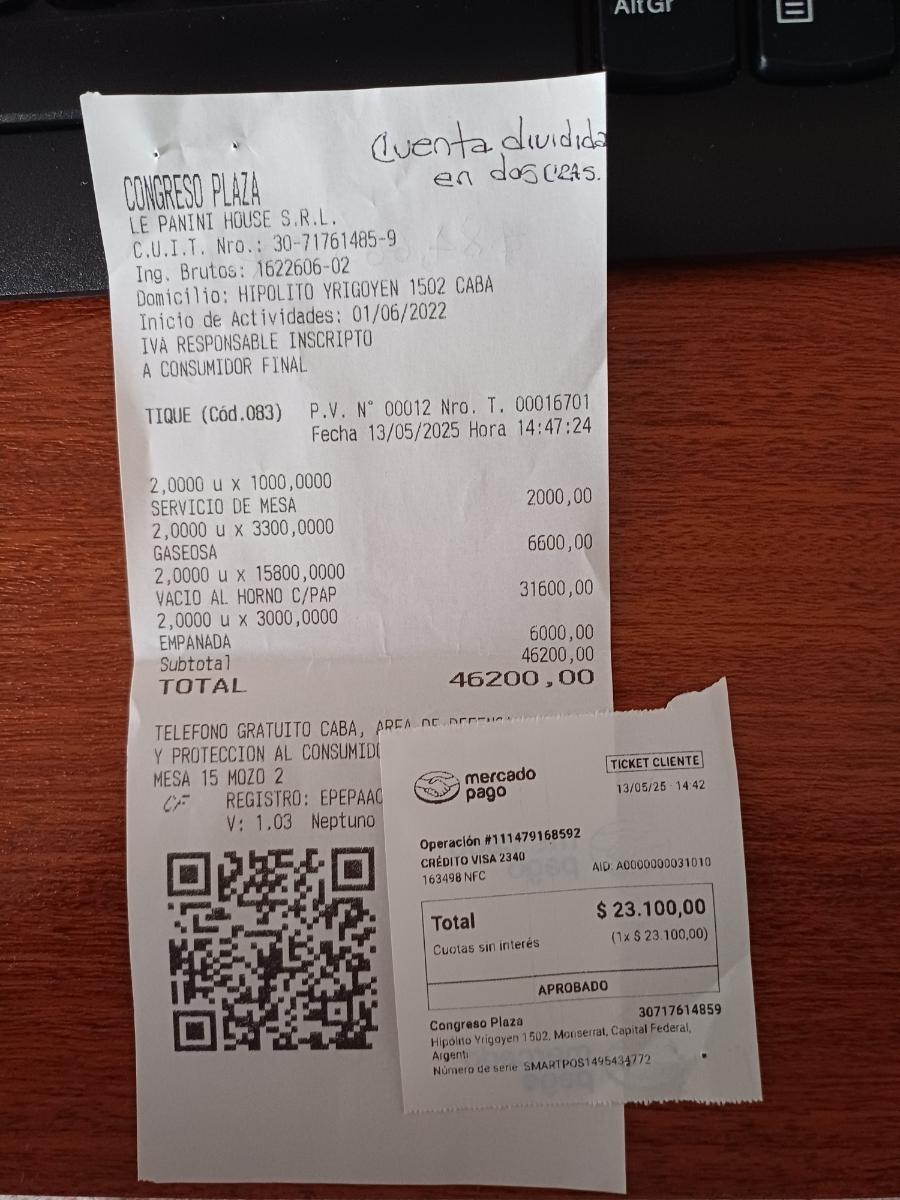 AltGr
Cuenta dividida
en dos
CONGRESO PLAZA
LE PANINI HOUSE S.R.L.
C.U.I.T. Nro.: 30-71761485-9
Ing. Brutos: 1622606-02
Domicilio: HIPOLITO YRIGOYEN 1502 CABA
Inicio de Actividades: 01/06/2022
IVA RESPONSABLE INSCRIPTO
A CONSUMIDOR FINAL
TIQUE (Cód.083) P.V. N° 00012 Nro. T. 00016701
Fecha 13/05/2025 Hora 14:47:24
2,0000 u x 1000,0000
SERVICIO DE MESA 2000,00
2,0000 u x 3300,0000
GASEOSA 6600,00
2,0000 u x 15800,0000
VACIO AL HORNO C/PAP 31600,00
2,0000 u x 3000,0000
EMPANADA 6000,00
Subtotal 46200,00
TOTAL 46200,00
TELEFONO GRATUITO CABA, AREA DE DEFENSA
Y PROTECCION AL CONSUMIDO
MESA 15 MOZO 2
CF REGISTRO: EPEPAAO
V: 1.03 Neptuno
mercado
pago
TICKET CLIENTE
13/05/25 · 14:42
Operación #111479168592
CRÉDITO VISA 2340
163498 NFC AID: A0000000031010
Total $ 23.100,00
Cuotas sin interés (1x $ 23.100,00)
APROBADO
Congreso Plaza 30717614859
Hipólito Yrigoyen 1502, Monserrat, Capital Federal,
Argenti
Número de serie SMARTPOS1495434772